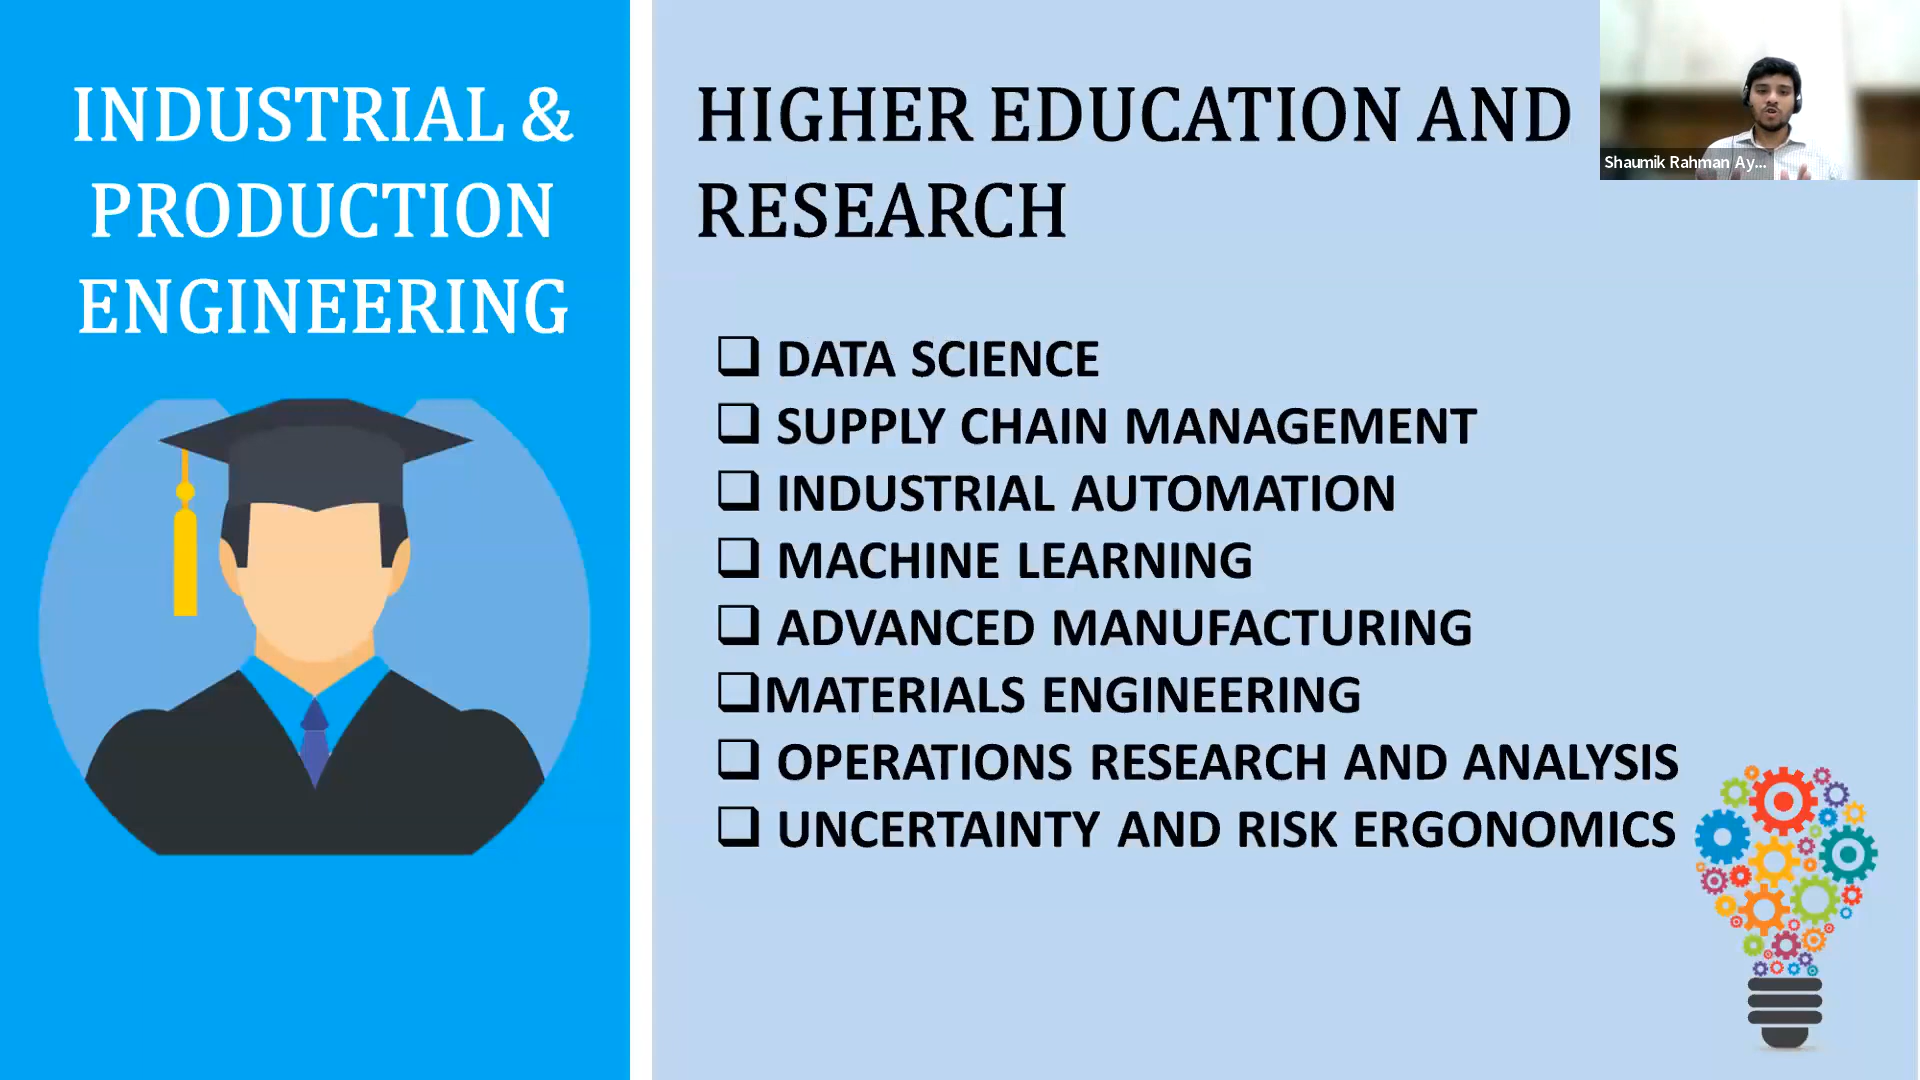 INDUSTRIAL &
PRODUCTION
ENGINEERING
HIGHER EDUCATION AND
RESEARCH
DATA SCIENCE
SUPPLY CHAIN MANAGEMENT
INDUSTRIAL AUTOMATION
MACHINE LEARNING
ADVANCED MANUFACTURING
MATERIALS ENGINEERING
OPERATIONS RESEARCH AND ANALYSIS
UNCERTAINTY AND RISK ERGONOMICS
Shaumik Rahman Ay...